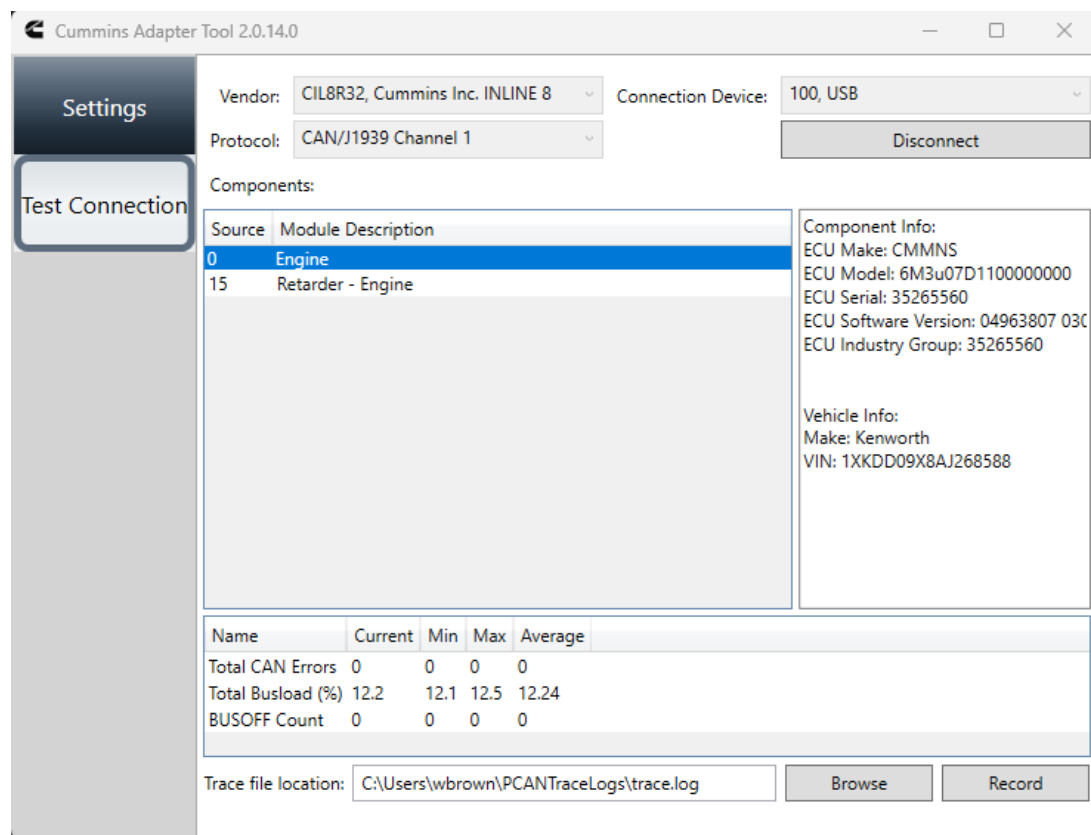 Cummins Adapter Tool 2.0.14.0
Settings
Test Connection
Vendor: CIL8R32, Cummins Inc. INLINE 8 Connection Device: 100, USB
Protocol: CAN/J1939 Channel 1 Disconnect
Components:
Source Module Description
0 Engine
15 Retarder - Engine
Component Info:
ECU Make: CMMNS
ECU Model: 6M3u07D1100000000
ECU Serial: 35265560
ECU Software Version: 04963807 030
ECU Industry Group: 35265560
Vehicle Info:
Make: Kenworth
VIN: 1XKDD09X8AJ268588
Name Current Min Max Average
Total CAN Errors 0 0 0 0
Total Busload (%) 12.2 12.1 12.5 12.24
BUSOFF Count 0 0 0 0
Trace file location: C:\Users\wbrown\PCANTraceLogs\trace.log Browse Record